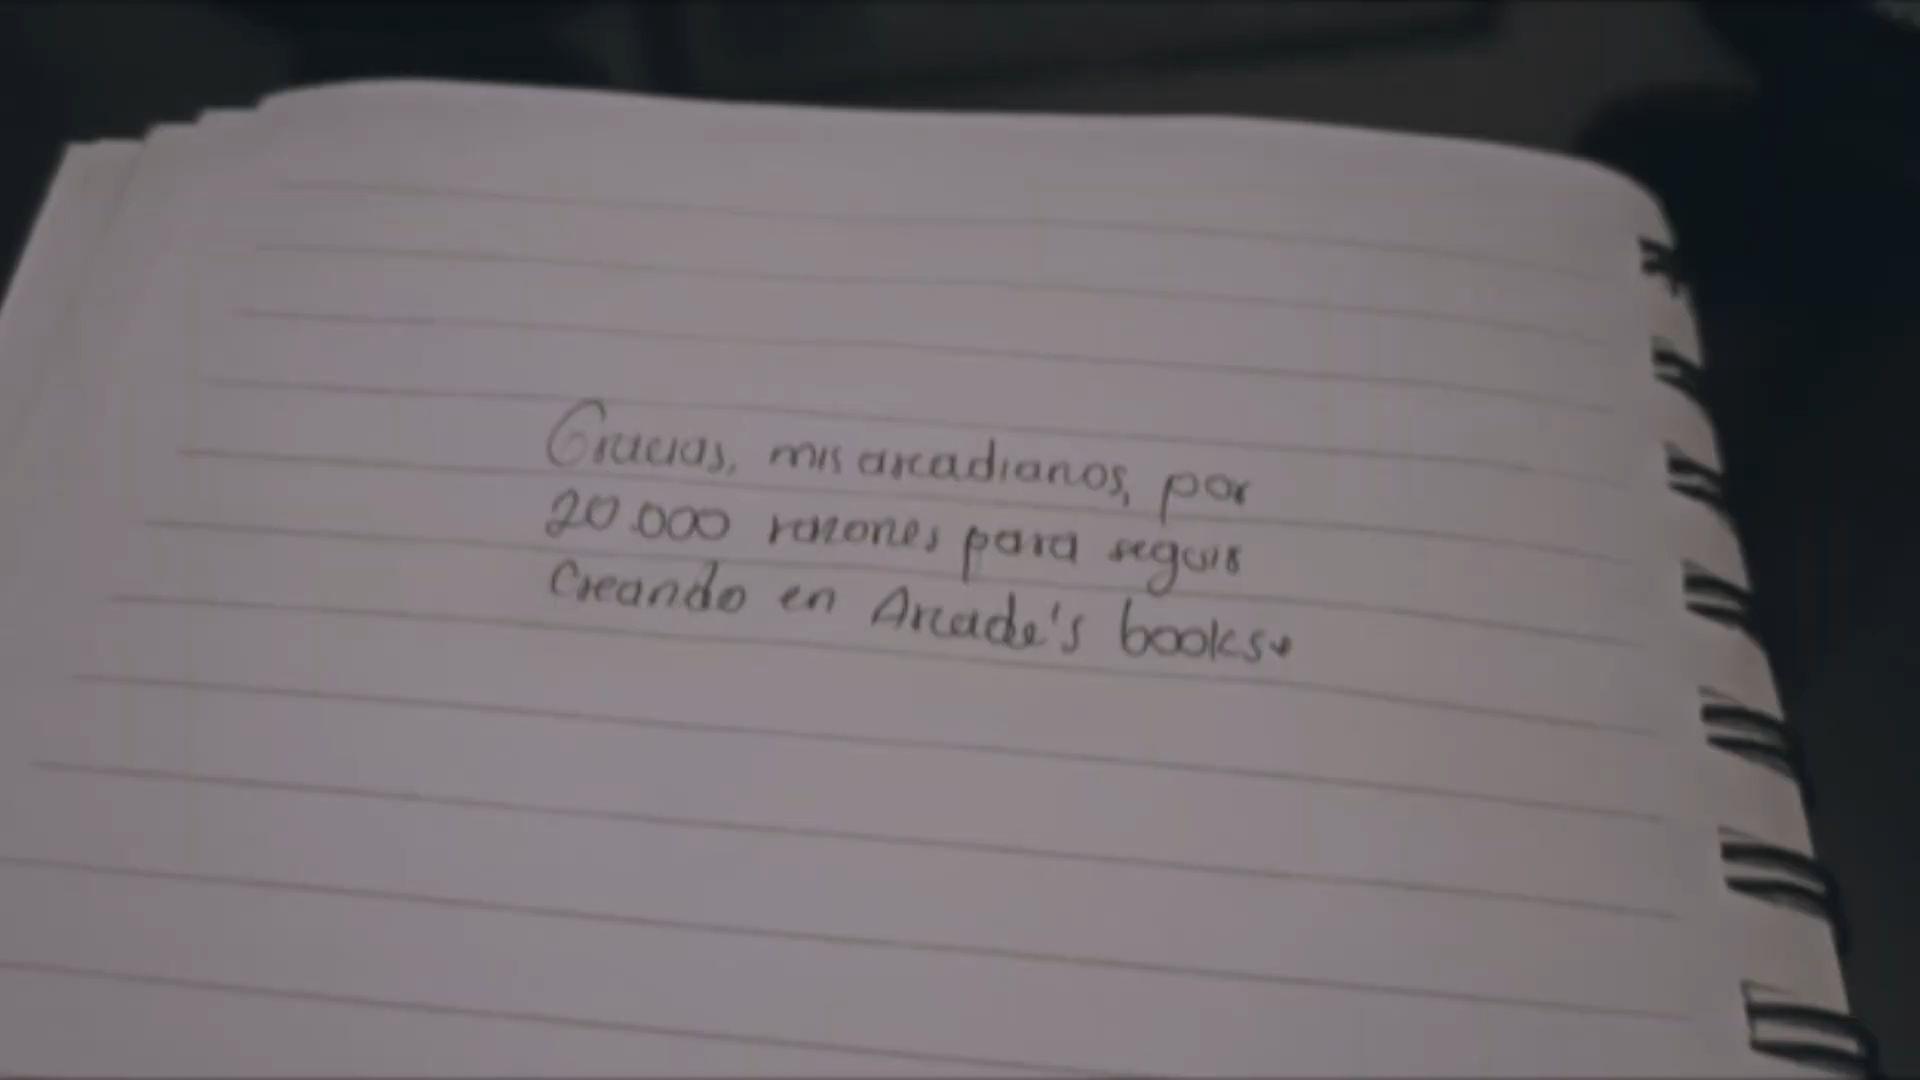 Gracias, mis arcadianos, por
20.000 razones para seguir
Creando en Arcade's books.